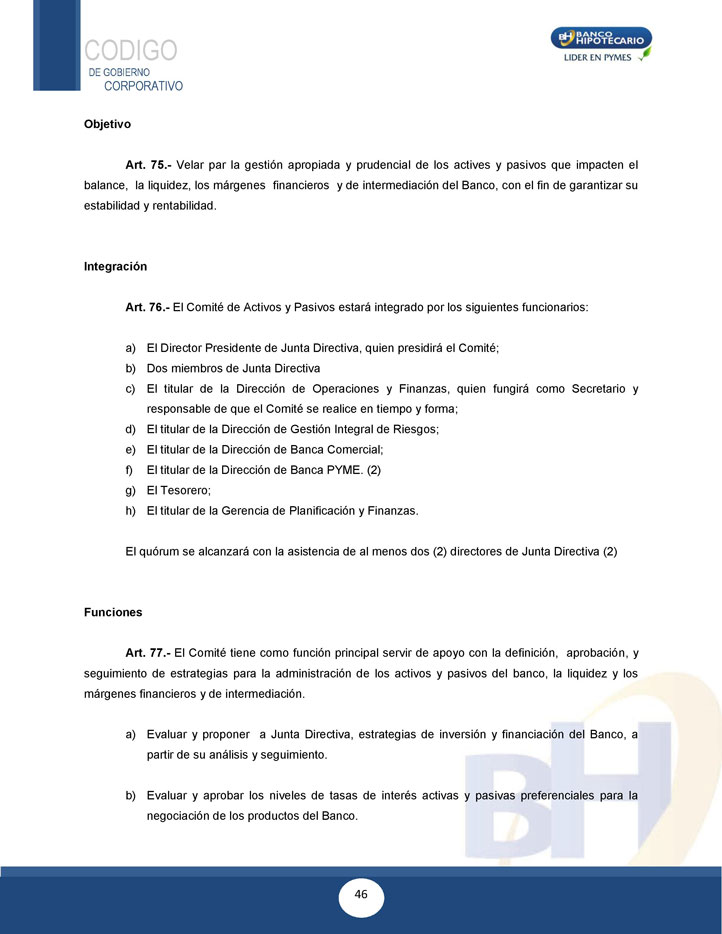 CODIGO
DE GOBIERNO
CORPORATIVO
BH BANCO
HIPOTECARIO
LIDER EN PYMES
Objetivo
Art. 75.- Velar par la gestión apropiada y prudencial de los actives y pasivos que impacten el
balance, la liquidez, los márgenes financieros y de intermediación del Banco, con el fin de garantizar su
estabilidad y rentabilidad.
Integración
Art. 76.- El Comité de Activos y Pasivos estará integrado por los siguientes funcionarios:
a) El Director Presidente de Junta Directiva, quien presidirá el Comité;
b) Dos miembros de Junta Directiva
c) El titular de la Dirección de Operaciones y Finanzas, quien fungirá como Secretario y
responsable de que el Comité se realice en tiempo y forma;
d) El titular de la Dirección de Gestión Integral de Riesgos;
e) El titular de la Dirección de Banca Comercial;
f) El titular de la Dirección de Banca PYME. (2)
g) El Tesorero;
h) El titular de la Gerencia de Planificación y Finanzas.
El quórum se alcanzará con la asistencia de al menos dos (2) directores de Junta Directiva (2)
Funciones
Art. 77.- El Comité tiene como función principal servir de apoyo con la definición, aprobación, y
seguimiento de estrategias para la administración de los activos y pasivos del banco, la liquidez y los
márgenes financieros y de intermediación.
a) Evaluar y proponer a Junta Directiva, estrategias de inversión y financiación del Banco, a
partir de su análisis y seguimiento.
b) Evaluar y aprobar los niveles de tasas de interés activas y pasivas preferenciales para la
negociación de los productos del Banco.
BH
46